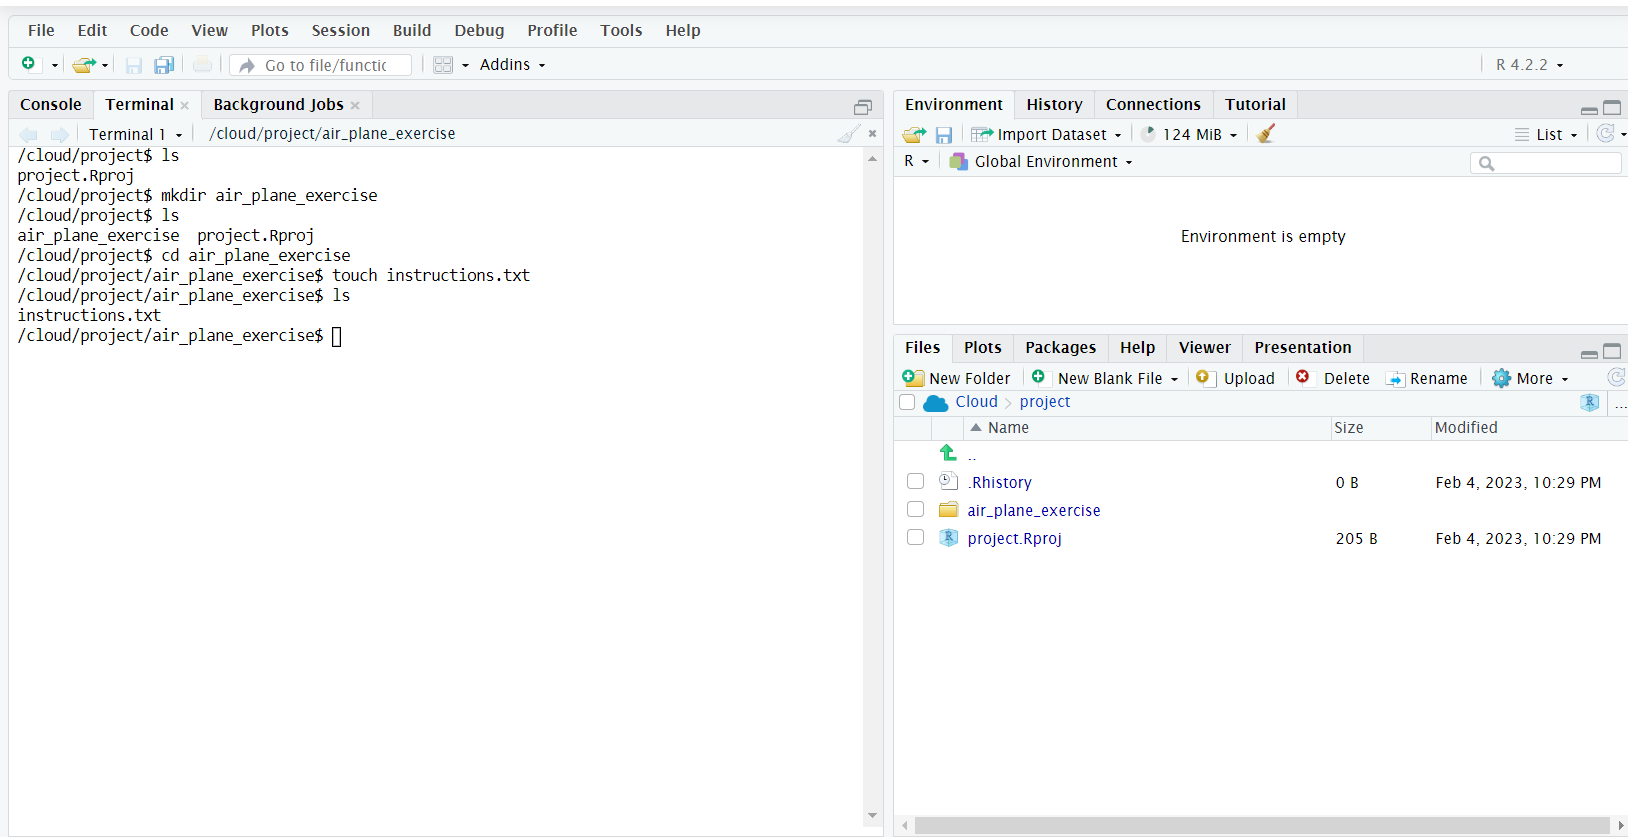 File Edit Code View Plots Session Build Debug Profile Tools Help
Go to file/functic Addins R 4.2.2
Console Terminal Background Jobs
Terminal 1 /cloud/project/air_plane_exercise
/cloud/project$ ls
project.Rproj
/cloud/project$ mkdir air_plane_exercise
/cloud/project$ ls
air_plane_exercise project.Rproj
/cloud/project$ cd air_plane_exercise
/cloud/project/air_plane_exercise$ touch instructions.txt
/cloud/project/air_plane_exercise$ ls
instructions.txt
/cloud/project/air_plane_exercise$
Environment History Connections Tutorial
Import Dataset 124 MiB List
R Global Environment
Environment is empty
Files Plots Packages Help Viewer Presentation
New Folder New Blank File Upload Delete Rename More
Cloud > project R ...
Name Size Modified
..
.Rhistory 0 B Feb 4, 2023, 10:29 PM
air_plane_exercise
R project.Rproj 205 B Feb 4, 2023, 10:29 PM